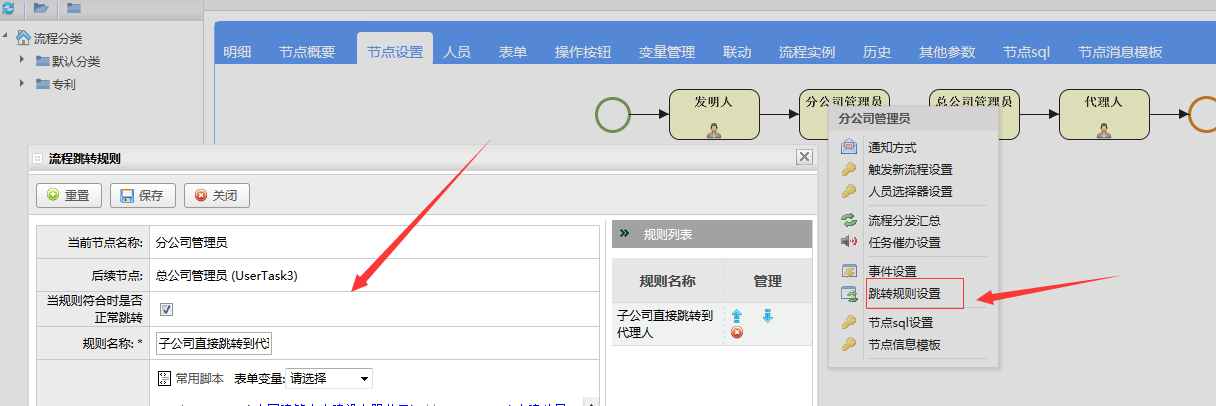 流程分类
默认分类
专利
明细 节点概要 节点设置 人员 表单 操作按钮 变量管理 联动 流程实例 历史 其他参数 节点sql 节点消息模板
发明人 分公司管理员 总公司管理员 代理人
分公司管理员
通知方式
触发新流程设置
人员选择器设置
流程分发汇总
任务催办设置
事件设置
跳转规则设置
节点sql设置
节点信息模板
流程跳转规则
重置 保存 关闭
当前节点名称: 分公司管理员
后续节点: 总公司管理员 (UserTask3)
当规则符合时是否
正常跳转
规则名称: * 子公司直接跳转到代
常用脚本 表单变量: 请选择
规则列表
规则名称 管理
子公司直接跳转到
代理人